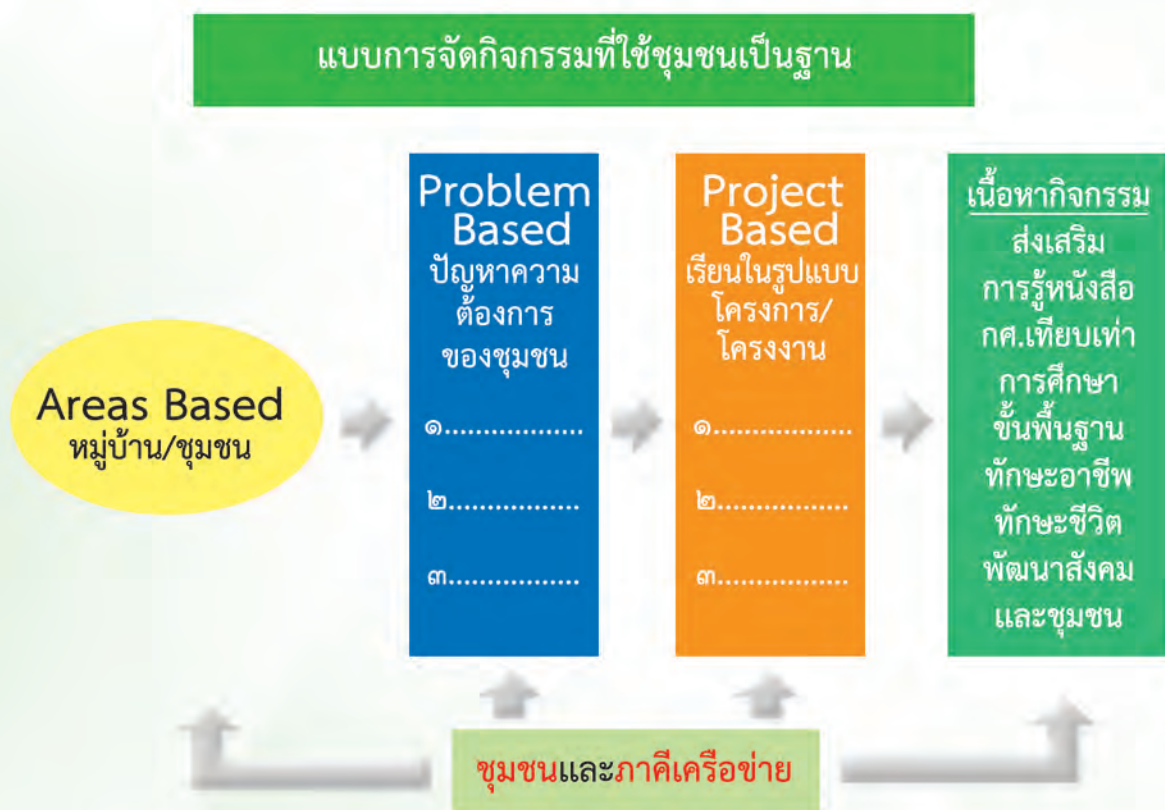 แบบการจัดกิจกรรมที่ใช้ชุมชนเป็นฐาน
Areas Based
หมู่บ้าน/ชุมชน
Problem
Based
ปัญหาความ
ต้องการ
ของชุมชน
๑..................
๒.................
๓.................
Project
Based
เรียนในรูปแบบ
โครงการ/
โครงงาน
๑..................
๒.................
๓.................
เนื้อหากิจกรรม
ส่งเสริม
การรู้หนังสือ
กศ.เทียบเท่า
การศึกษา
ขั้นพื้นฐาน
ทักษะอาชีพ
ทักษะชีวิต
พัฒนาสังคม
และชุมชน
ชุมชนและภาคีเครือข่าย